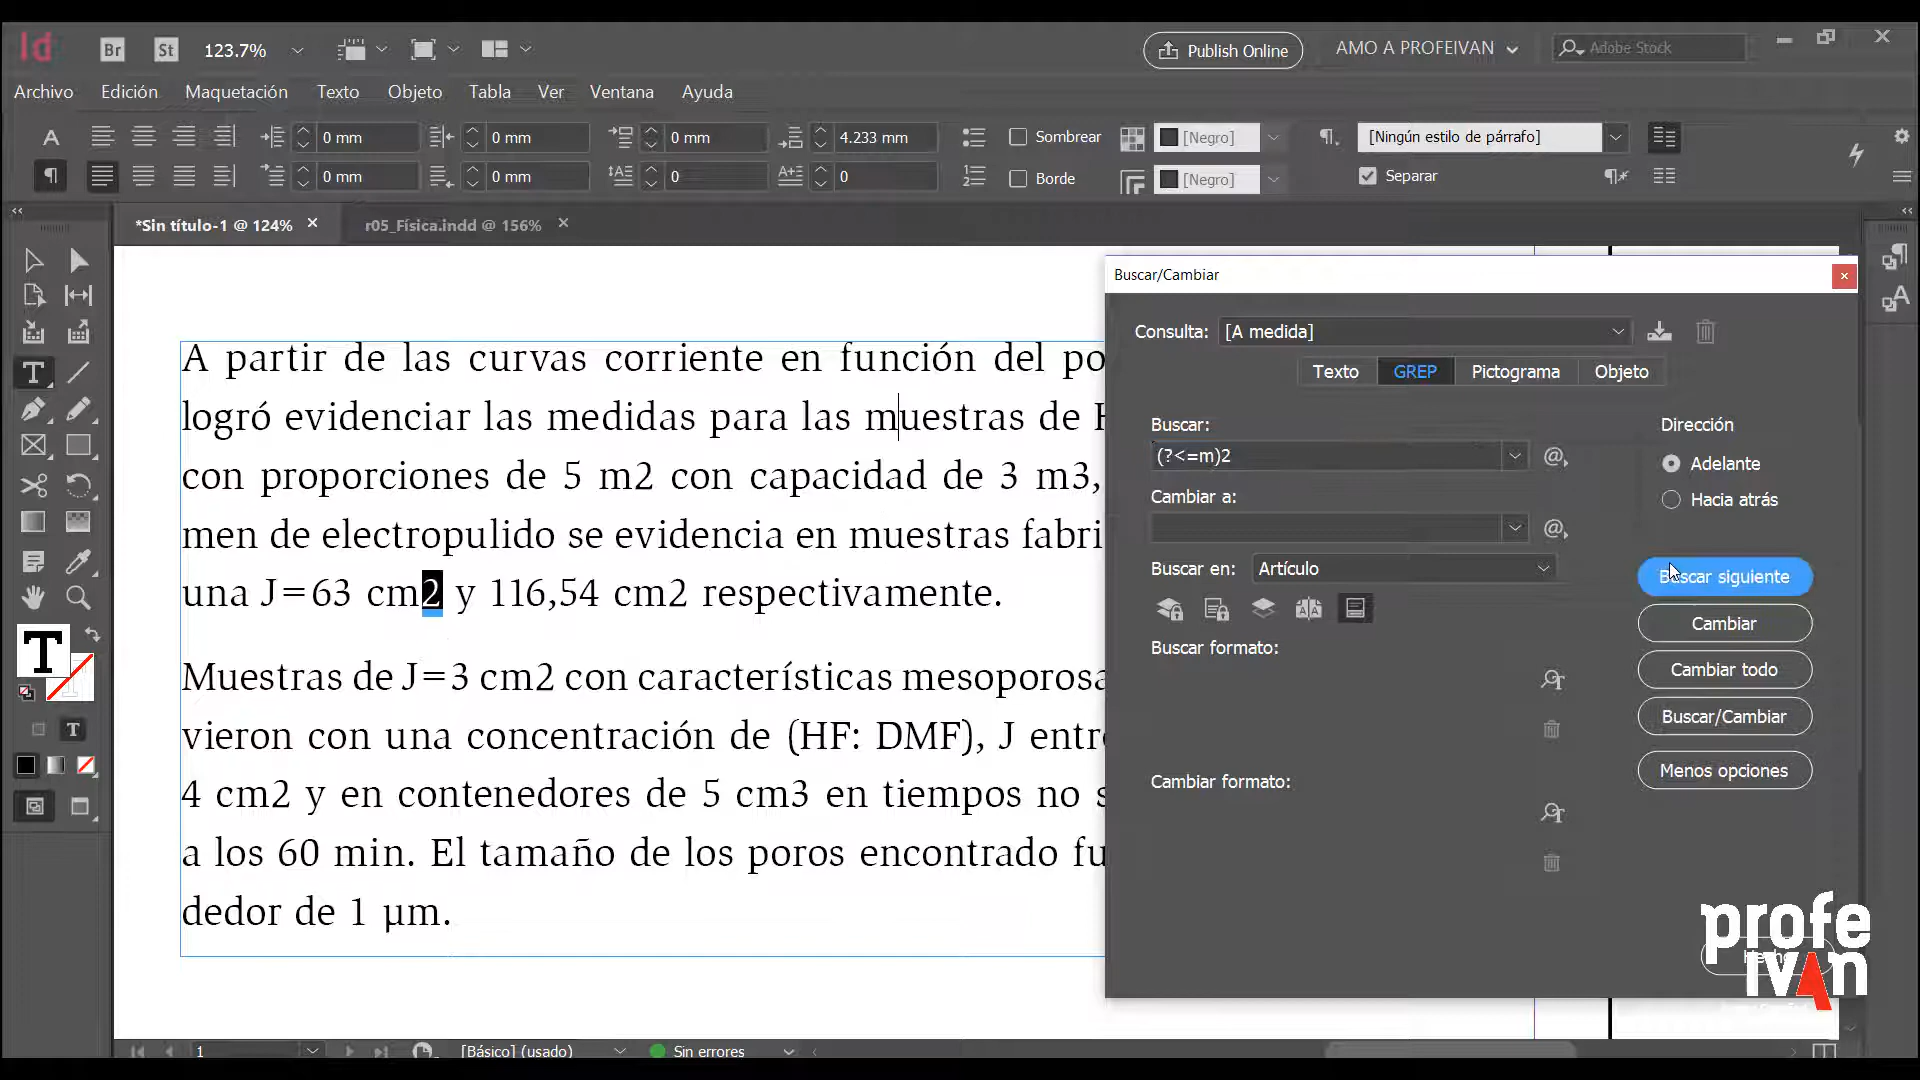 Id Br St 123.7% Publish Online AMO A PROFEIVAN Adobe Stock
Archivo Edición Maquetación Texto Objeto Tabla Ver Ventana Ayuda
A 0 mm 0 mm 0 mm 4.233 mm Sombrear [Negro] [Ningún estilo de párrafo]
¶ 0 mm 0 mm 0 0 Borde [Negro] Separar
*Sin título-1 @ 124% × r05_Física.indd @ 156% ×
A partir de las curvas corriente en función del po
logró evidenciar las medidas para las muestras de H
con proporciones de 5 m2 con capacidad de 3 m3,
men de electropulido se evidencia en muestras fabri
una J=63 cm2 y 116,54 cm2 respectivamente.
Muestras de J=3 cm2 con características mesoporosa
vieron con una concentración de (HF: DMF), J entre
4 cm2 y en contenedores de 5 cm3 en tiempos no s
a los 60 min. El tamaño de los poros encontrado fu
dedor de 1 µm.
Buscar/Cambiar
Consulta: [A medida]
Texto GREP Pictograma Objeto
Buscar:
(?<=m)2
Cambiar a:
Buscar en: Artículo
Buscar formato:
Cambiar formato:
Dirección
Adelante
Hacia atrás
Buscar siguiente
Cambiar
Cambiar todo
Buscar/Cambiar
Menos opciones
profe
ivan
1 [Básico] (usado) Sin errores